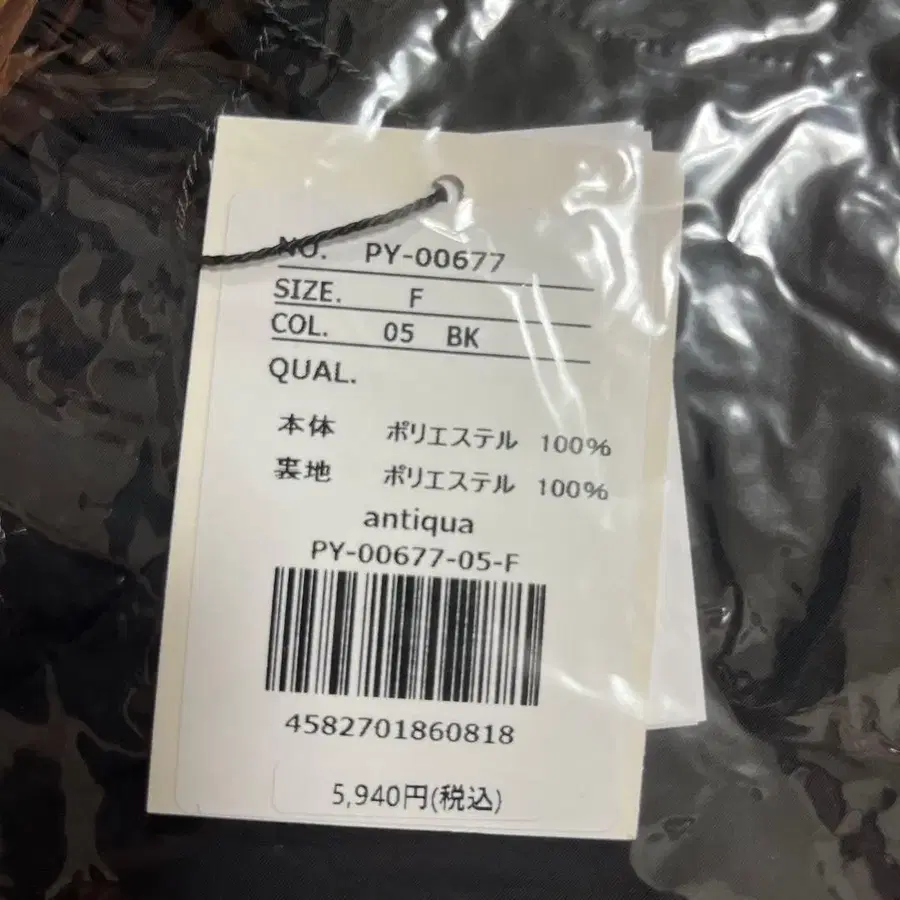 NO. PY-00677
SIZE. F
COL. 05 BK
QUAL.
本体 ポリエステル 100%
裏地 ポリエステル 100%
antiqua
PY-00677-05-F
4582701860818
5,940円(税込)